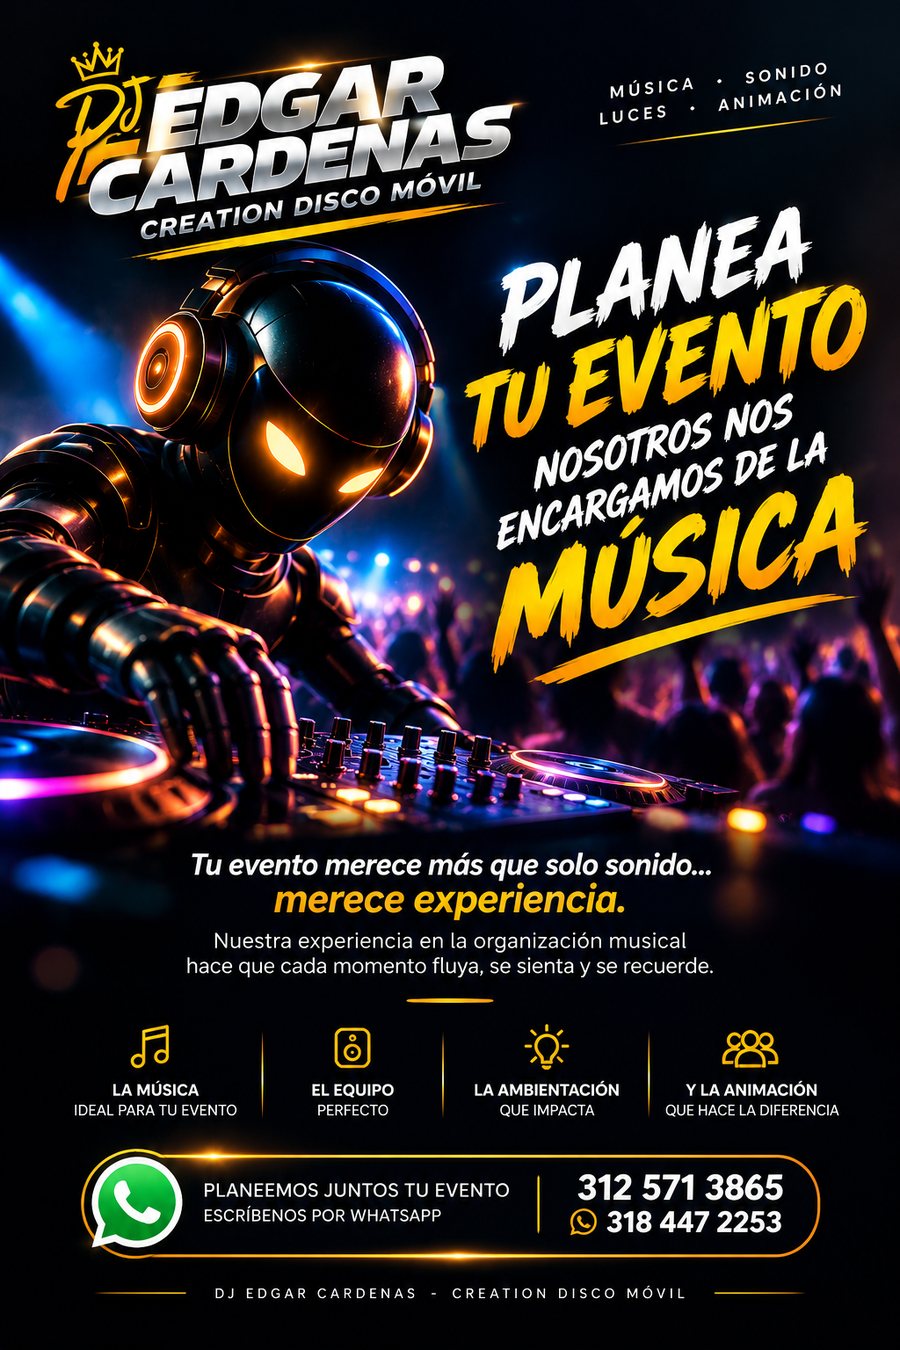 DJ EDGAR
CARDENAS
CREATION DISCO MÓVIL
MÚSICA • SONIDO
LUCES • ANIMACIÓN
PLANEA
TU EVENTO
NOSOTROS NOS
ENCARGAMOS DE LA
MÚSICA
Tu evento merece más que solo sonido...
merece experiencia.
Nuestra experiencia en la organización musical
hace que cada momento fluya, se sienta y se recuerde.
LA MÚSICA
IDEAL PARA TU EVENTO
EL EQUIPO
PERFECTO
LA AMBIENTACIÓN
QUE IMPACTA
Y LA ANIMACIÓN
QUE HACE LA DIFERENCIA
PLANEEMOS JUNTOS TU EVENTO
ESCRÍBENOS POR WHATSAPP
312 571 3865
318 447 2253
DJ EDGAR CARDENAS - CREATION DISCO MÓVIL